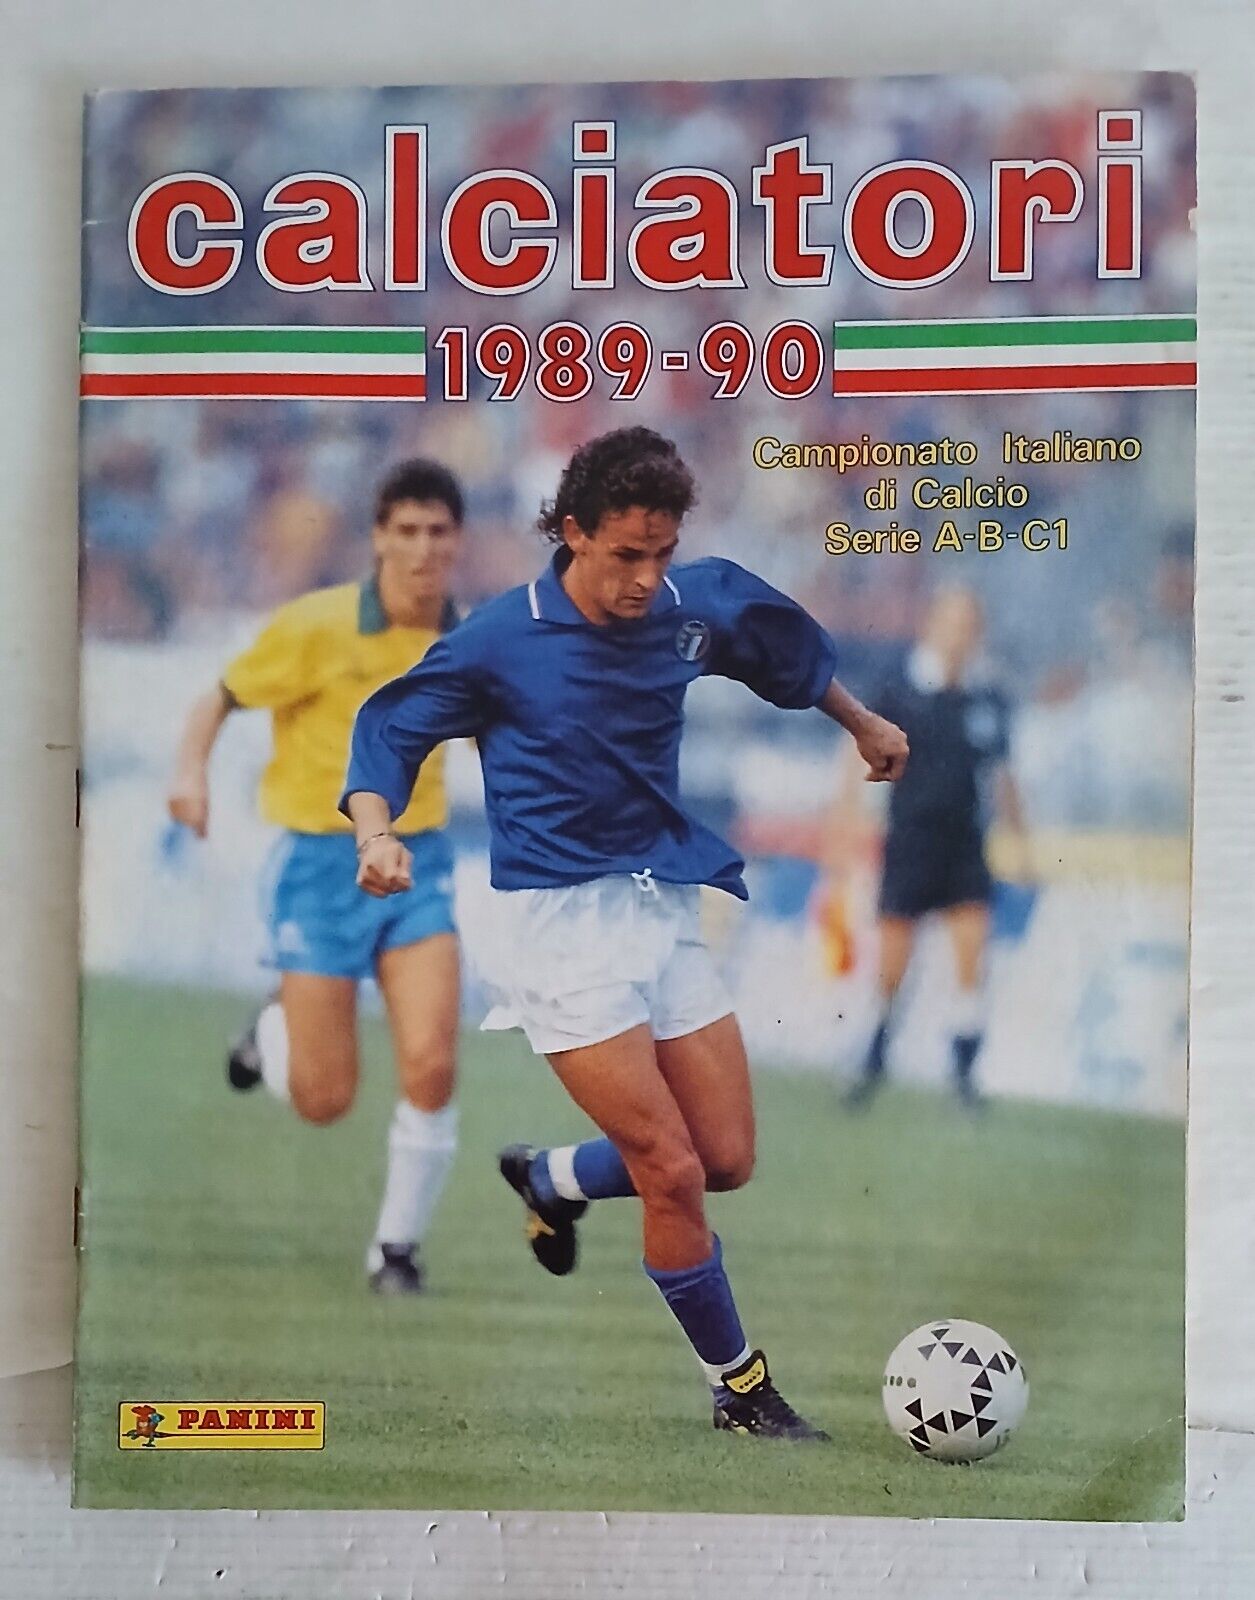 calciatori
1989-90
Campionato Italiano
di Calcio
Serie A-B-C1
PANINI